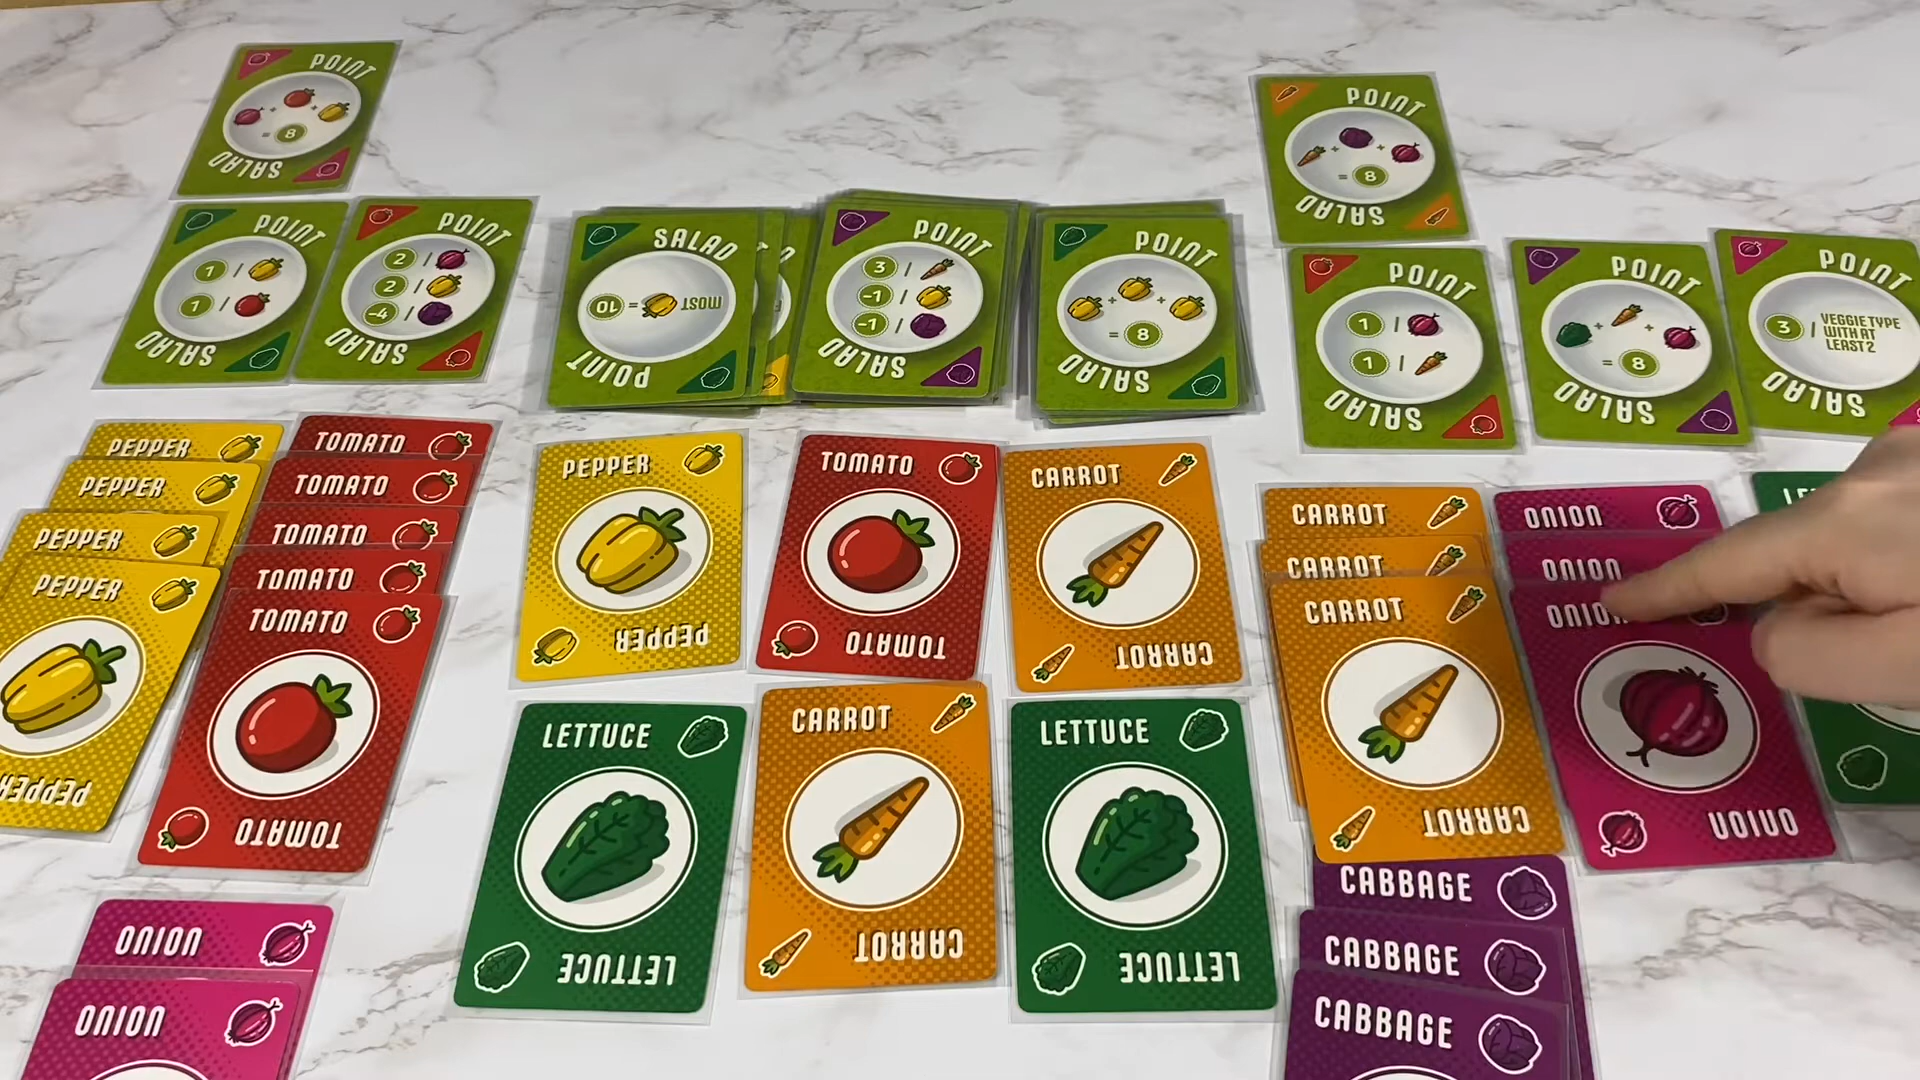 POINT
= 8
SALAD
POINT
1 /
1 /
SALAD
POINT
2 /
2 /
-4 /
SALAD
SALAD
MOST = 10
POINT
POINT
3 /
-1 /
-1 /
SALAD
POINT
+ +
= 8
SALAD
POINT
+ +
= 8
SALAD
POINT
1 /
1 /
SALAD
POINT
+ +
= 8
SALAD
POINT
3 / VEGGIE TYPE
WITH AT
LEAST 2
SALAD
PEPPER
PEPPER
PEPPER
PEPPER
PEPPER
TOMATO
TOMATO
TOMATO
TOMATO
TOMATO
TOMATO
ONION
ONION
PEPPER
PEPPER
TOMATO
TOMATO
CARROT
CARROT
LETTUCE
LETTUCE
CARROT
CARROT
LETTUCE
LETTUCE
CARROT
CARROT
CARROT
CARROT
ONION
ONION
ONION
ONION
CABBAGE
CABBAGE
CABBAGE